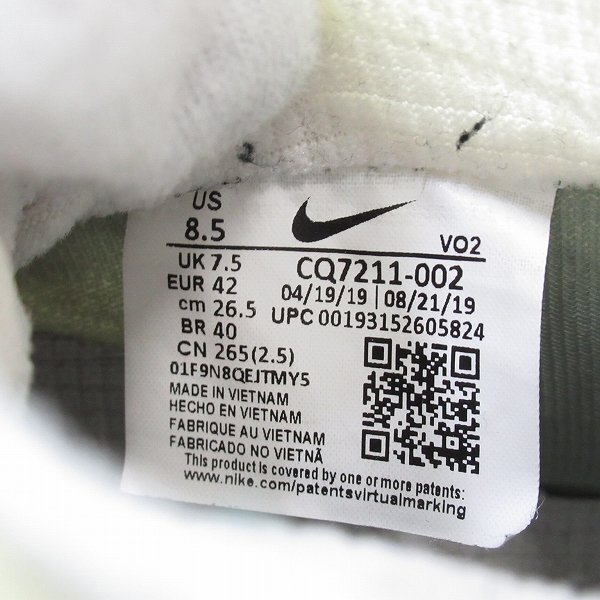 US
8.5
VO2
UK 7.5
CQ7211-002
EUR 42
04/19/19 | 08/21/19
cm 26.5
UPC 00193152605824
BR 40
CN 265(2.5)
01F9N8QEJTMY5
MADE IN VIETNAM
HECHO EN VIETNAM
FABRIQUE AU VIETNAM
FABRICADO NO VIETNÃ
This product is covered by one or more patents:
www.nike.com/patentsvirtualmarking